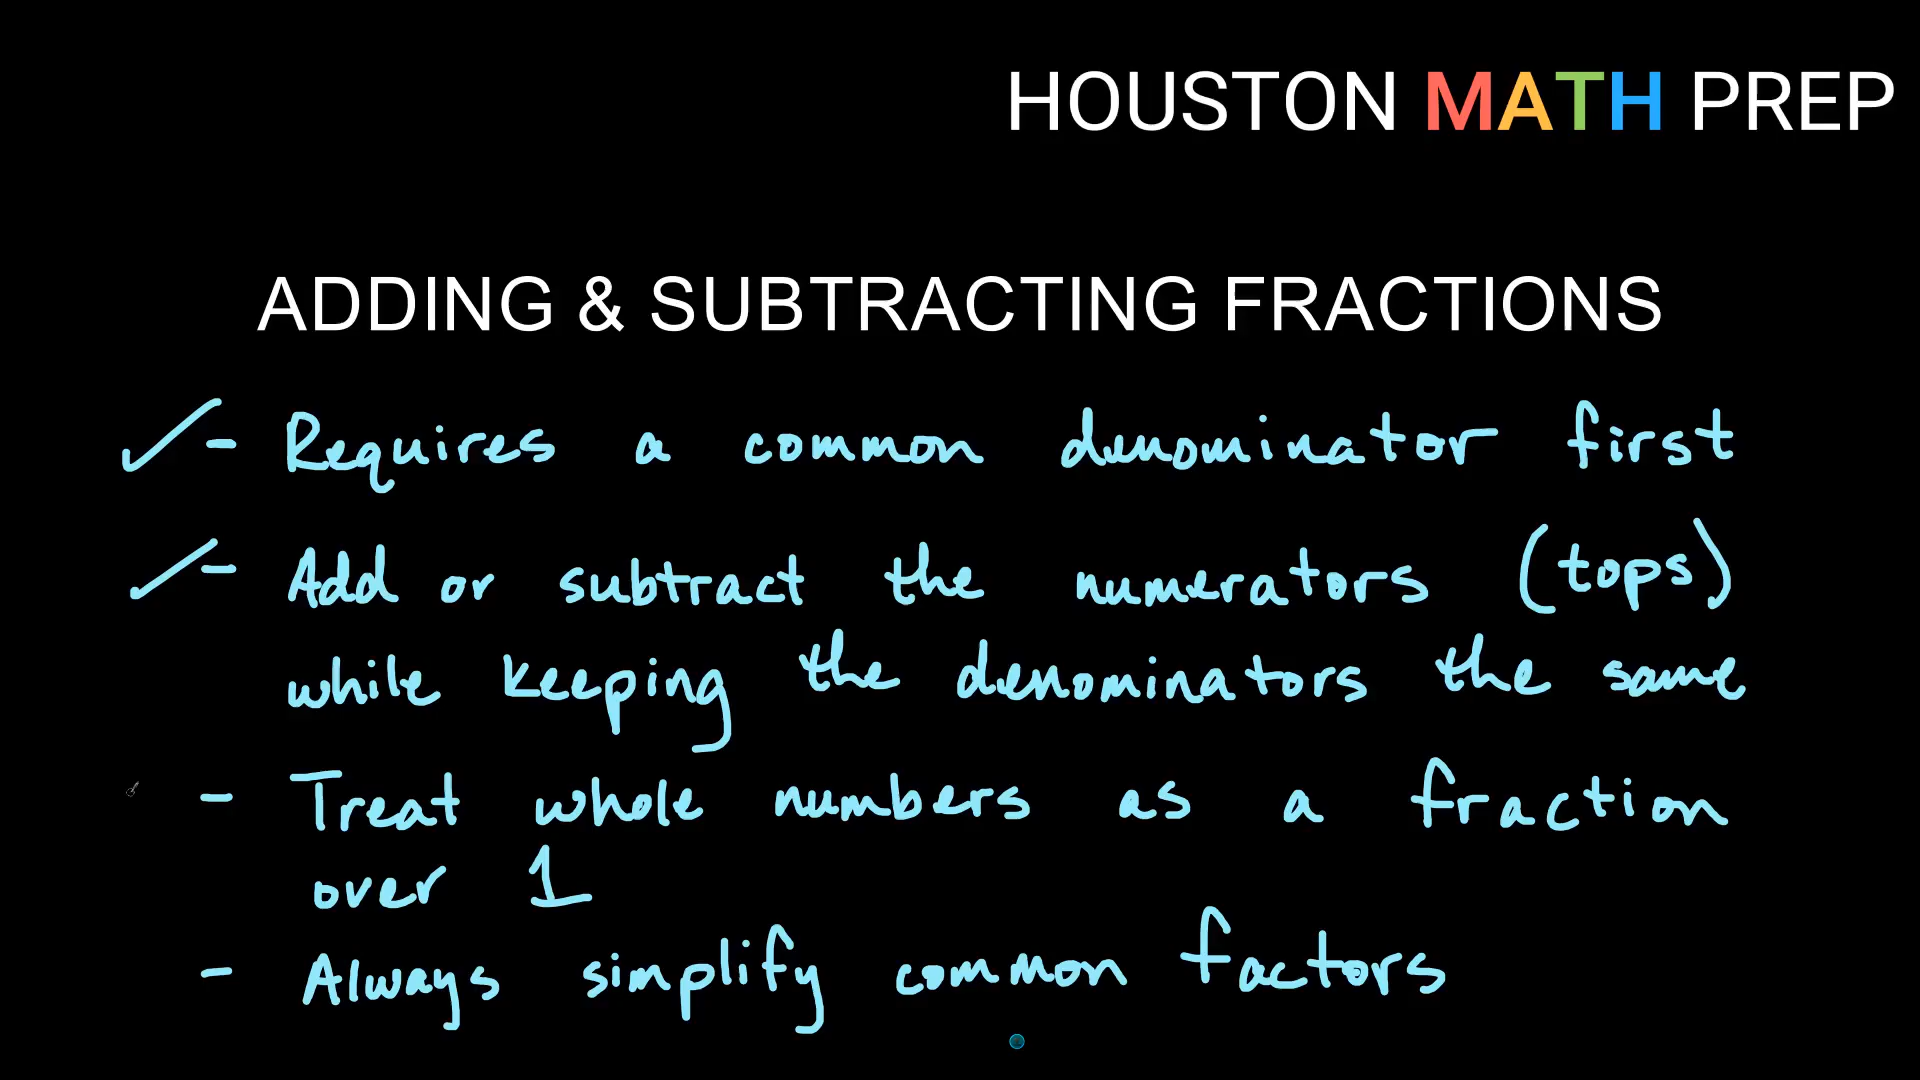 HOUSTON MATH PREP
ADDING & SUBTRACTING FRACTIONS
- Requires a common denominator first
- Add or subtract the numerators (tops)
while keeping the denominators the same
- Treat whole numbers as a fraction
over 1
- Always simplify common factors